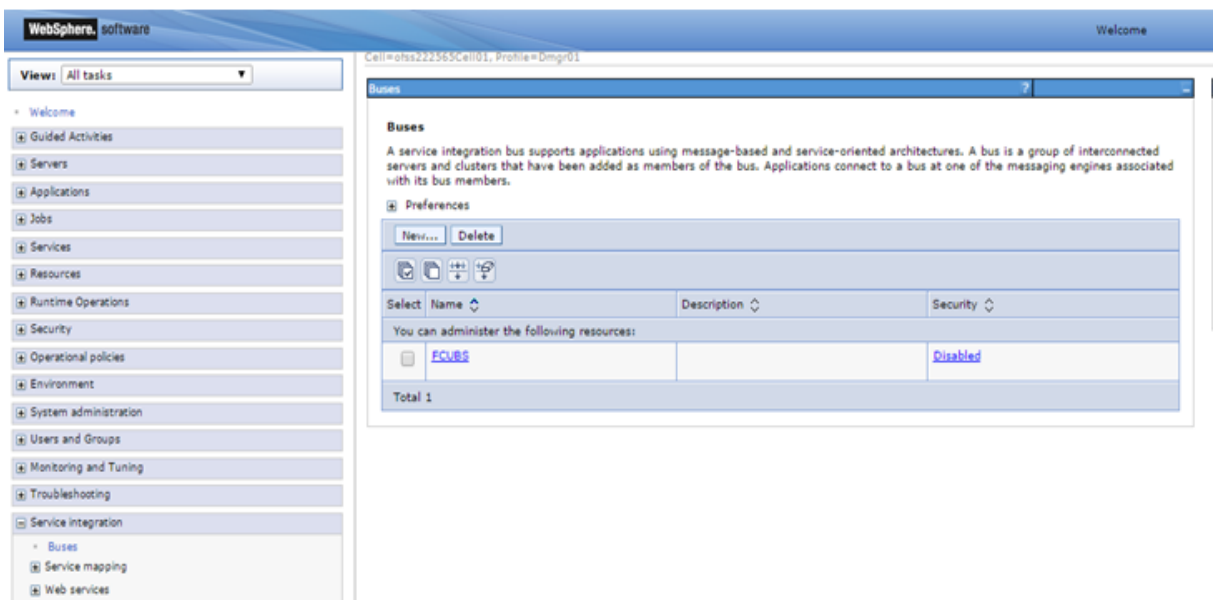 WebSphere. software
Welcome
View: All tasks
Cell=ofss222565Cell01, Profile=Dmgr01
Welcome
Guided Activities
Servers
Applications
Jobs
Services
Resources
Runtime Operations
Security
Operational policies
Environment
System administration
Users and Groups
Monitoring and Tuning
Troubleshooting
Service integration
Buses
Service mapping
Web services
Buses ? -
Buses
A service integration bus supports applications using message-based and service-oriented architectures. A bus is a group of interconnected
servers and clusters that have been added as members of the bus. Applications connect to a bus at one of the messaging engines associated
with its bus members.
Preferences
New... Delete
Select Name Description Security
You can administer the following resources:
FCUBS Disabled
Total 1